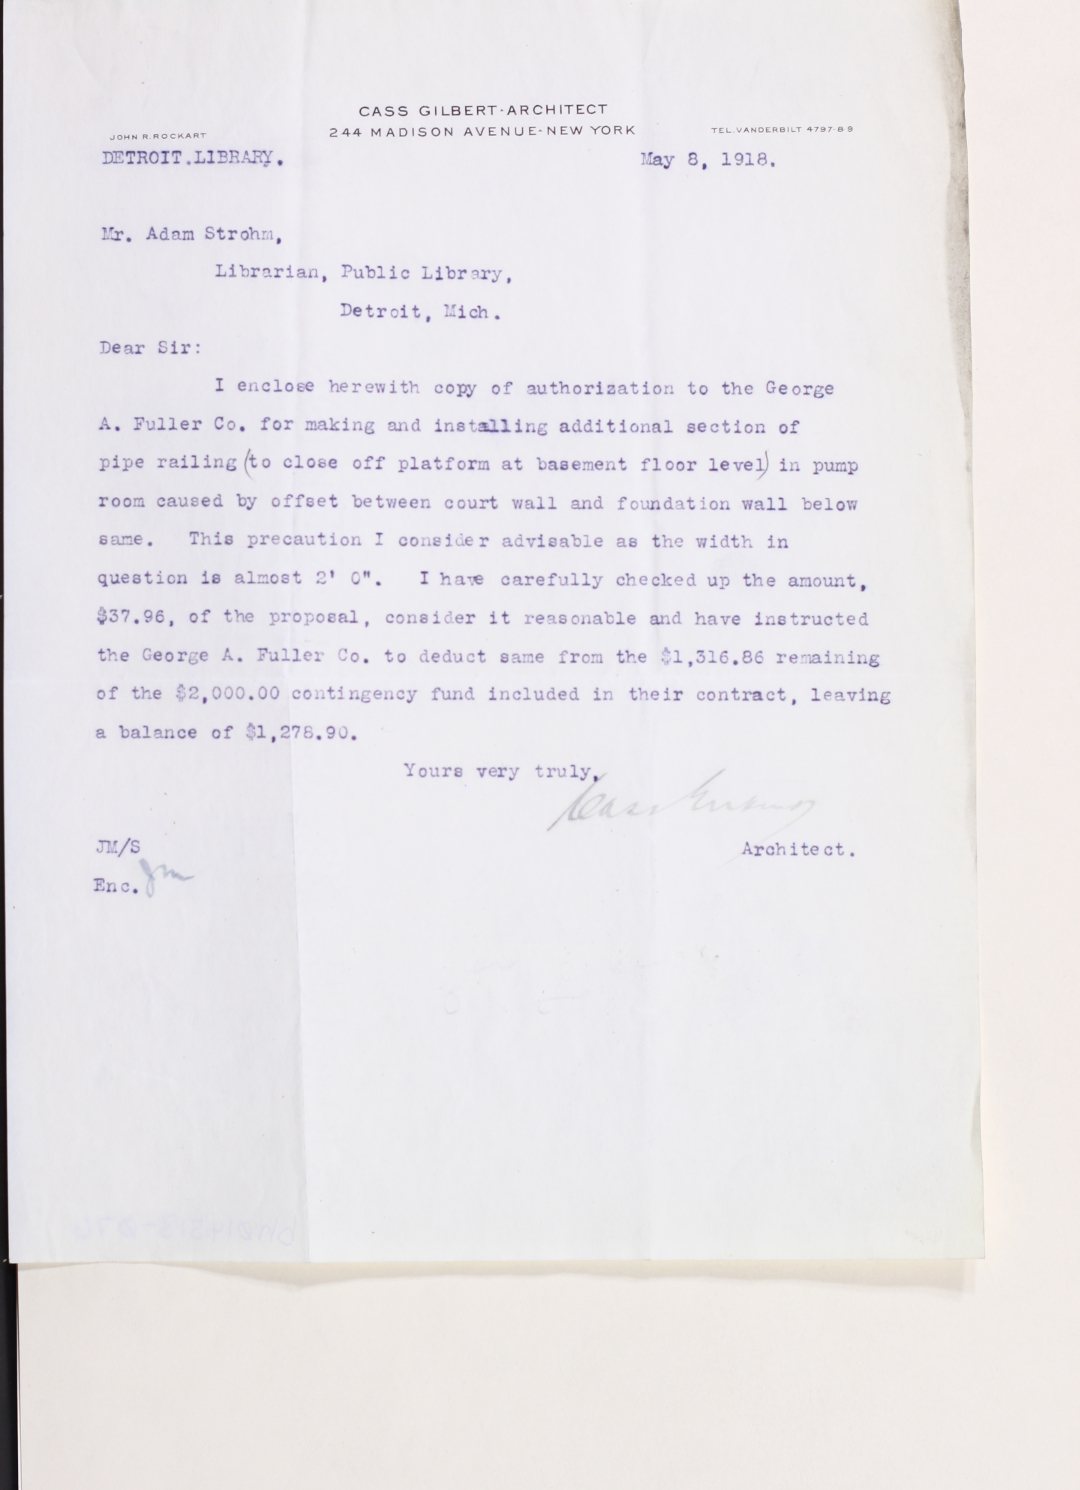 CASS GILBERT-ARCHITECT
244 MADISON AVENUE-NEW YORK
JOHN R. ROCKART
TEL. VANDERBILT 4797-8 9
DETROIT.LIBRARY.
May 8, 1918.
Mr. Adam Strohm,
Librarian, Public Library,
Detroit, Mich.
Dear Sir:
I enclose herewith copy of authorization to the George
A. Fuller Co. for making and installing additional section of
pipe railing (to close off platform at basement floor level) in pump
room caused by offset between court wall and foundation wall below
same. This precaution I consider advisable as the width in
question is almost 2' 0". I have carefully checked up the amount,
$37.96, of the proposal, consider it reasonable and have instructed
the George A. Fuller Co. to deduct same from the $1,316.86 remaining
of the $2,000.00 contingency fund included in their contract, leaving
a balance of $1,278.90.
Yours very truly,
Cass Gilbert
Architect.
JM/S
Enc. JM